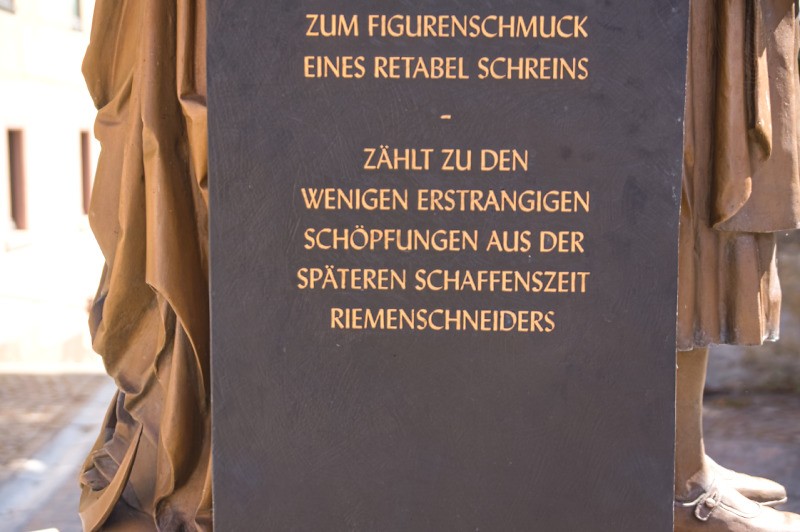 ZUM FIGURENSCHMUCK
EINES RETABEL SCHREINS
-
ZÄHLT ZU DEN
WENIGEN ERSTRANGIGEN
SCHÖPFUNGEN AUS DER
SPÄTEREN SCHAFFENSZEIT
RIEMENSCHNEIDERS